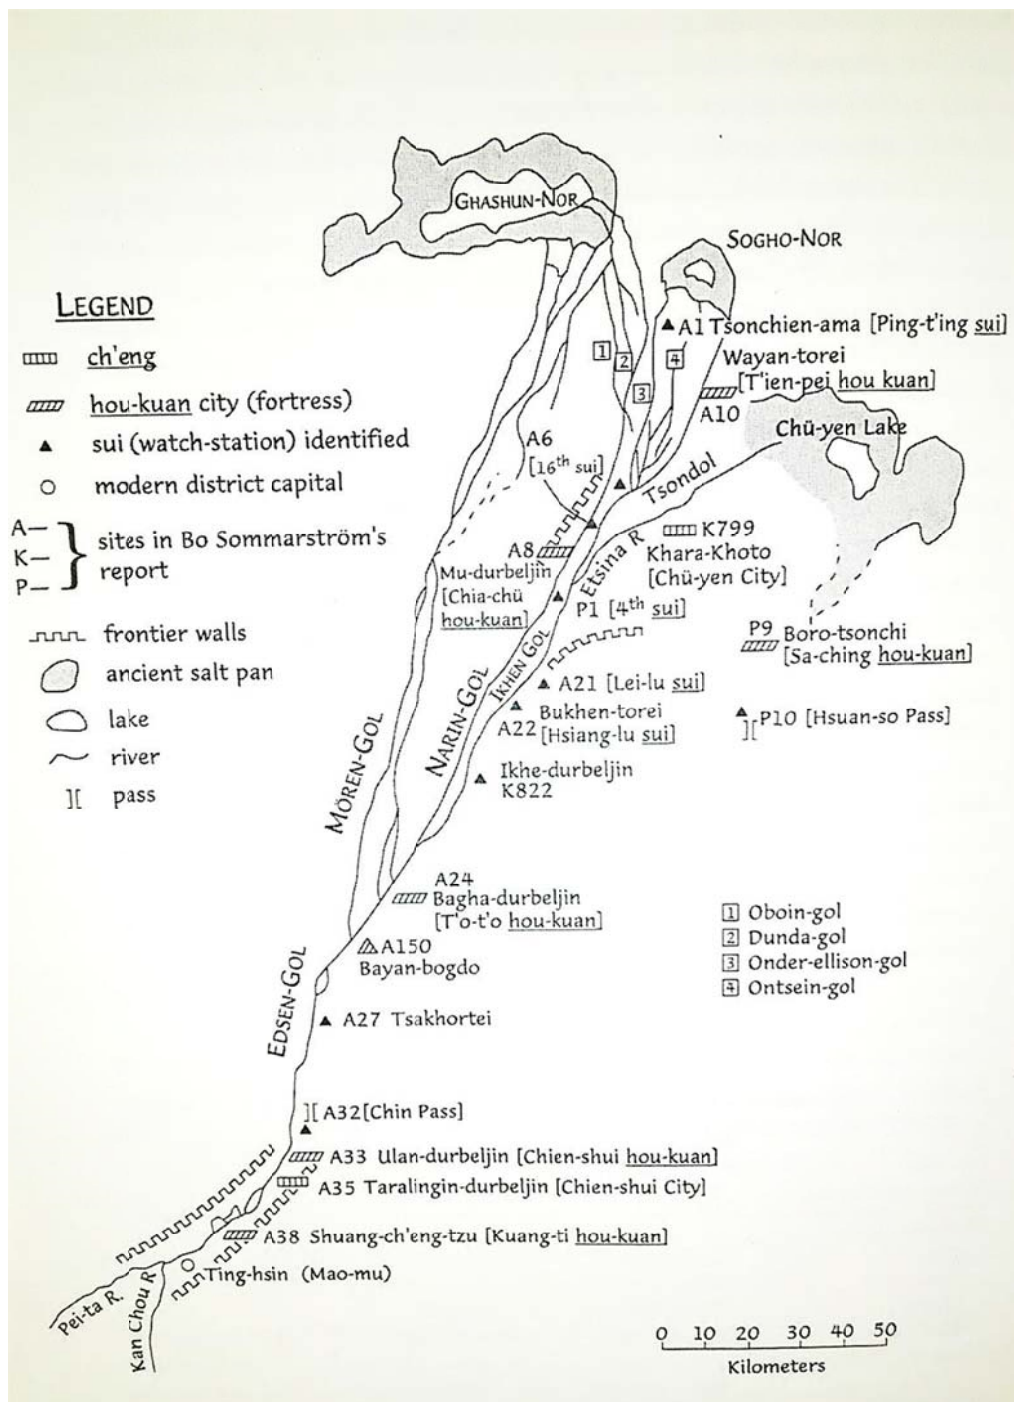 GHASHUN-NOR
SOGHO-NOR
LEGEND
ch'eng
hou-kuan city (fortress)
sui (watch-station) identified
modern district capital
A—
K—
P—
sites in Bo Sommarström's
report
frontier walls
ancient salt pan
lake
river
pass
A1 Tsonchien-ama [Ping-t'ing sui]
1
2
3
4
Wayan-torei
[T'ien-pei hou kuan]
A10
Chü-yen Lake
A6
[16th sui]
Tsondol
K799
Khara-Khoto
[Chü-yen City]
Etsina R
A8
Mu-durbeljin
[Chia-chü
hou-kuan]
P1 [4th sui]
P9 Boro-tsonchi
[Sa-ching hou-kuan]
IKHEN GOL
NARIN-GOL
MÖREN-GOL
A21 [Lei-lu sui]
A22 Bukhen-torei
[Hsiang-lu sui]
P10 [Hsuan-so Pass]
Ikhe-durbeljin
K822
A24
Bagha-durbeljin
[T'o-t'o hou-kuan]
A150
Bayan-bogdo
1 Oboin-gol
2 Dunda-gol
3 Onder-ellison-gol
4 Ontsein-gol
EDSEN-GOL
A27 Tsakhortei
A32 [Chin Pass]
A33 Ulan-durbeljin [Chien-shui hou-kuan]
A35 Taralingin-durbeljin [Chien-shui City]
A38 Shuang-ch'eng-tzu [Kuang-ti hou-kuan]
Ting-hsin (Mao-mu)
Pei-ta R.
Kan Chou R
0 10 20 30 40 50
Kilometers